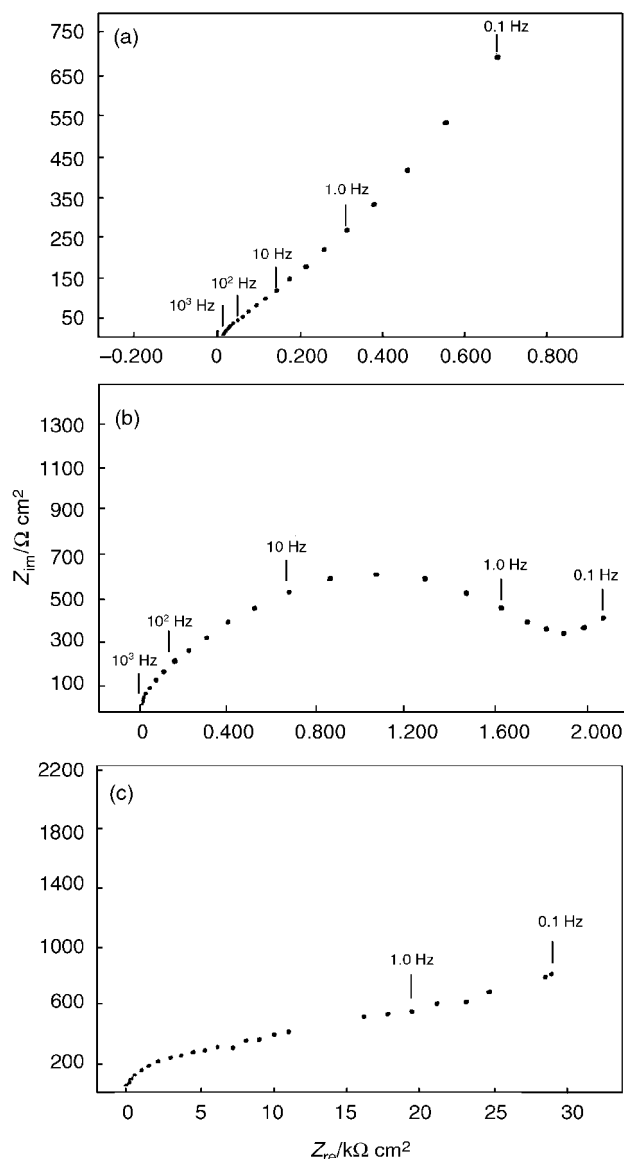 (a)
0.1 Hz
1.0 Hz
10 Hz
10² Hz
10³ Hz
750
650
550
450
350
250
150
50
−0.200 0 0.200 0.400 0.600 0.800
(b)
10 Hz
1.0 Hz
0.1 Hz
10² Hz
10³ Hz
1300
1100
900
700
500
300
100
0 0.400 0.800 1.200 1.600 2.000
Z_im/Ω cm²
(c)
0.1 Hz
1.0 Hz
2200
1800
1400
1000
600
200
0 5 10 15 20 25 30
Z_re/kΩ cm²